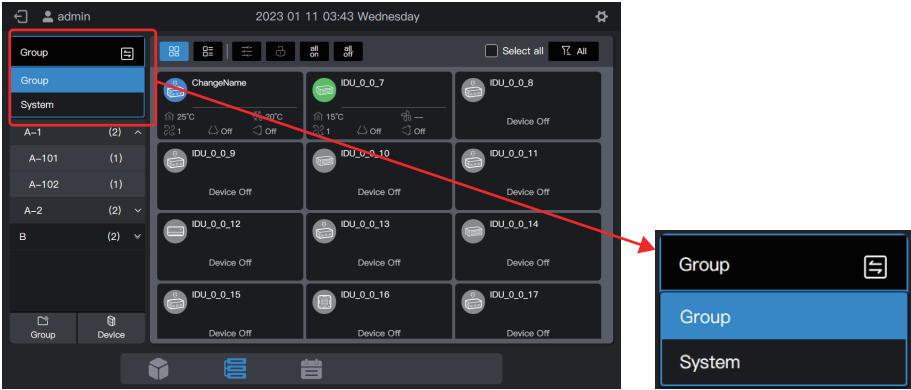 admin 2023 01 11 03:43 Wednesday
Group
Group
System
A-1 (2)
A-101 (1)
A-102 (1)
A-2 (2)
B (2)
Group Device
all on all off Select all All
ChangeName IDU_0_0_7 IDU_0_0_8
25°C 20°C 15°C -- Device Off
1 Off Off 1 Off Off
IDU_0_0_9 IDU_0_0_10 IDU_0_0_11
Device Off Device Off Device Off
IDU_0_0_12 IDU_0_0_13 IDU_0_0_14
Device Off Device Off Device Off
IDU_0_0_15 IDU_0_0_16 IDU_0_0_17
Device Off Device Off Device Off
Group
Group
System